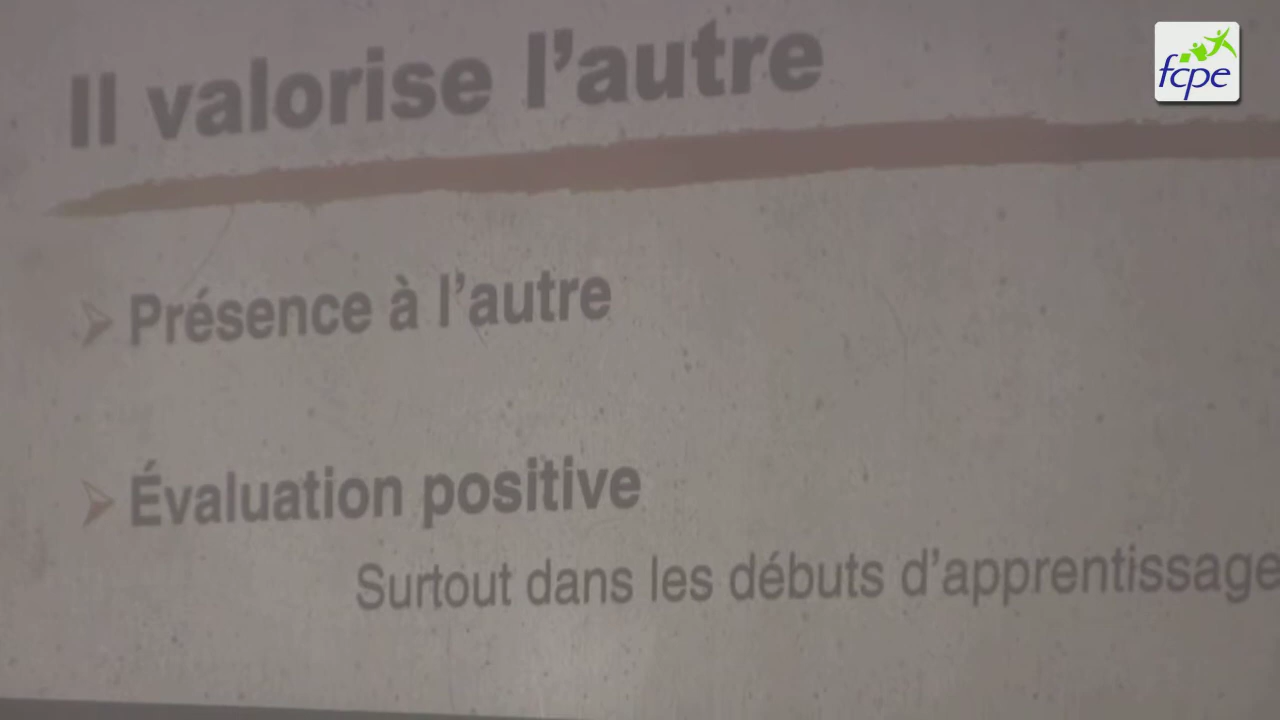 Il valorise l'autre
fcpe
Présence à l'autre
Évaluation positive
Surtout dans les débuts d'apprentissage